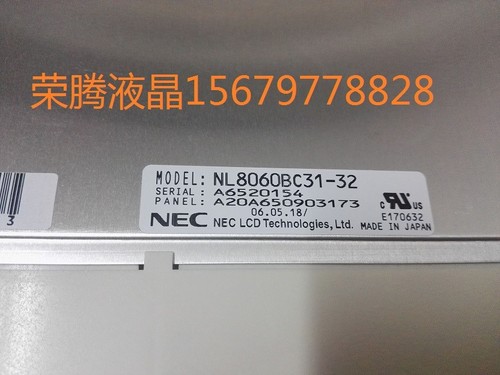 荣腾液晶15679778828
MODEL: NL8060BC31-32
SERIAL: A6520154
PANEL: A20A650903173
06.05.18/
NEC NEC LCD Technologies, Ltd.
c RU us
E170632
MADE IN JAPAN
3